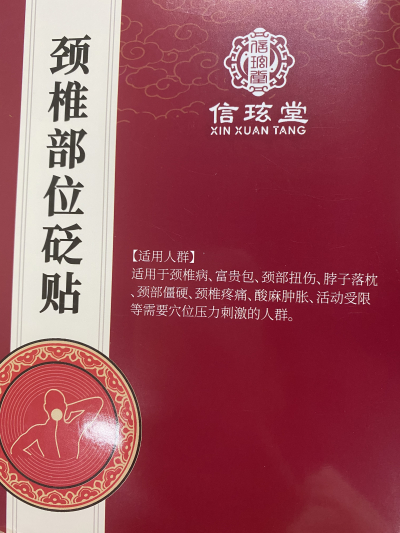 颈椎部位砭贴
信玹堂
信玹堂
XIN XUAN TANG
【适用人群】
适用于颈椎病、富贵包、颈部扭伤、脖子落枕
、颈部僵硬、颈椎疼痛、酸麻肿胀、活动受限
等需要穴位压力刺激的人群。